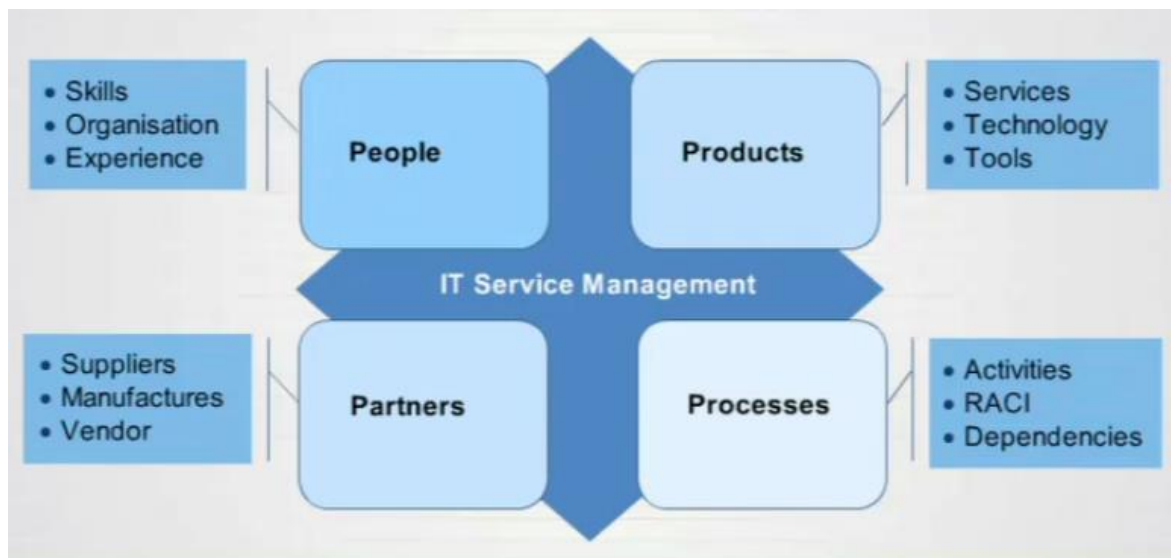 • Skills
• Organisation
• Experience
People
Products
• Services
• Technology
• Tools
IT Service Management
• Suppliers
• Manufactures
• Vendor
Partners
Processes
• Activities
• RACI
• Dependencies